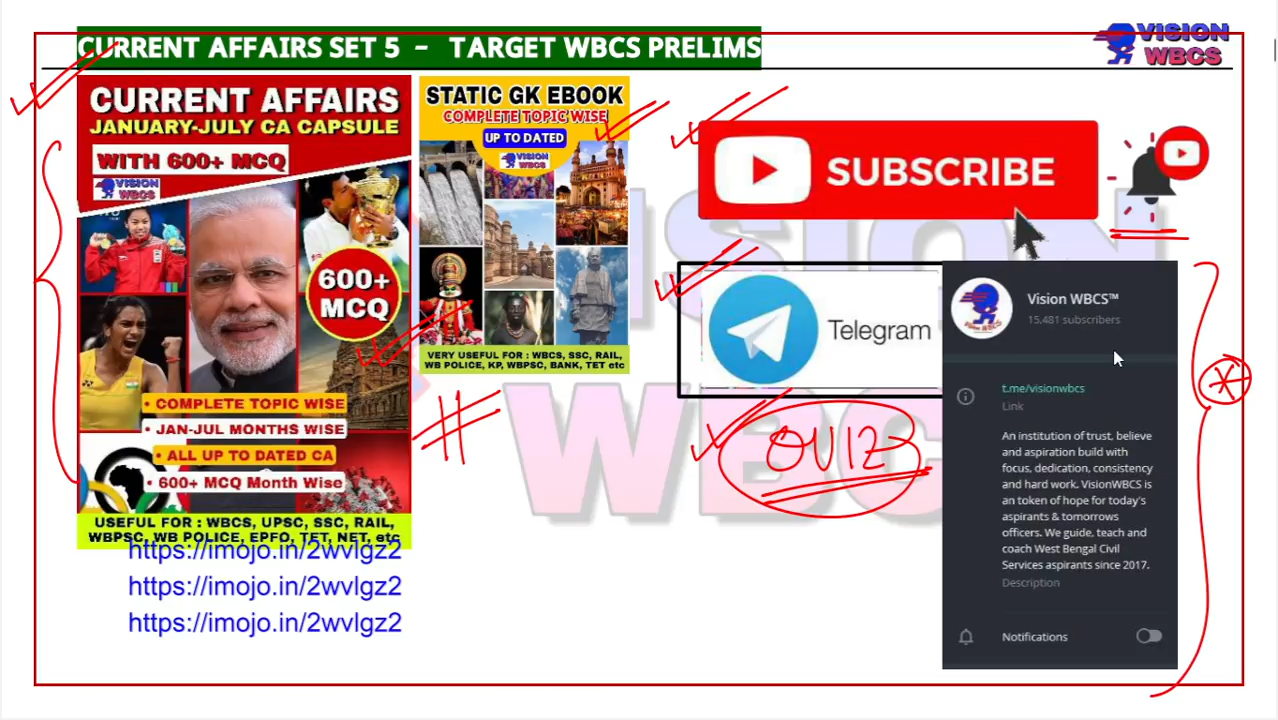 CURRENT AFFAIRS SET 5 - TARGET WBCS PRELIMS
VISION
WBCS
CURRENT AFFAIRS
JANUARY-JULY CA CAPSULE
WITH 600+ MCQ
VISION
WBCS
600+
MCQ
• COMPLETE TOPIC WISE
• JAN-JUL MONTHS WISE
• ALL UP TO DATED CA
• 600+ MCQ Month Wise
USEFUL FOR : WBCS, UPSC, SSC, RAIL,
WBPSC, WB POLICE, EPFO, TET, NET, etc
https://imojo.in/2wvlgz2
https://imojo.in/2wvlgz2
https://imojo.in/2wvlgz2
STATIC GK EBOOK
COMPLETE TOPIC WISE
UP TO DATED
VISION
WBCS
VERY USEFUL FOR : WBCS, SSC, RAIL,
WB POLICE, KP, WBPSC, BANK, TET etc
SUBSCRIBE
Telegram
QUIZ
Vision WBCS™
15,481 subscribers
t.me/visionwbcs
Link
An institution of trust, believe
and aspiration build with
focus, dedication, consistency
and hard work. VisionWBCS is
an token of hope for today's
aspirants & tomorrows
officers. We guide, teach and
coach West Bengal Civil
Services aspirants since 2017.
Description
Notifications
VISION
WBCS